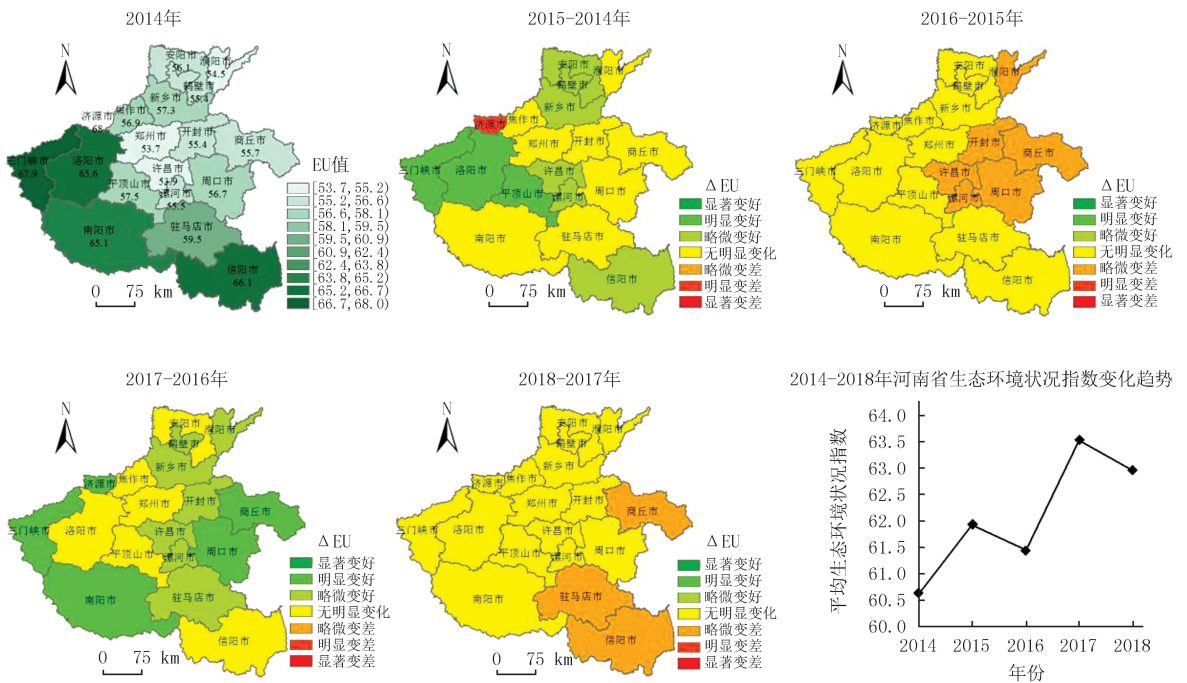 2014年
N
安阳市
56.1
濮阳市
54.5
鹤壁市
55.4
新乡市
57.3
济源市
68
焦作市
56.9
郑州市
53.7
开封市
55.4
商丘市
55.7
三门峡市
67.9
洛阳市
65.6
许昌市
53.9
平顶山市
57.5
漯河市
55.5
周口市
56.7
南阳市
65.1
驻马店市
59.5
信阳市
66.1
0 75 km
EU值
[53.7,55.2)
[55.2,56.6)
[56.6,58.1)
[58.1,59.5)
[59.5,60.9)
[60.9,62.4)
[62.4,63.8)
[63.8,65.2)
[65.2,66.7)
[66.7,68.0)
2015-2014年
N
安阳市
濮阳市
鹤壁市
新乡市
济源市
焦作市
郑州市
开封市
商丘市
三门峡市
洛阳市
许昌市
平顶山市
漯河市
周口市
南阳市
驻马店市
信阳市
0 75 km
ΔEU
显著变好
明显变好
略微变好
无明显变化
略微变差
明显变差
显著变差
2016-2015年
N
安阳市
濮阳市
鹤壁市
新乡市
济源市
焦作市
郑州市
开封市
商丘市
三门峡市
洛阳市
许昌市
平顶山市
漯河市
周口市
南阳市
驻马店市
信阳市
0 75 km
ΔEU
显著变好
明显变好
略微变好
无明显变化
略微变差
明显变差
显著变差
2017-2016年
N
安阳市
濮阳市
鹤壁市
新乡市
济源市
焦作市
郑州市
开封市
商丘市
三门峡市
洛阳市
许昌市
平顶山市
漯河市
周口市
南阳市
驻马店市
信阳市
0 75 km
ΔEU
显著变好
明显变好
略微变好
无明显变化
略微变差
明显变差
显著变差
2018-2017年
N
安阳市
濮阳市
鹤壁市
新乡市
济源市
焦作市
郑州市
开封市
商丘市
三门峡市
洛阳市
许昌市
平顶山市
漯河市
周口市
南阳市
驻马店市
信阳市
0 75 km
ΔEU
显著变好
明显变好
略微变好
无明显变化
略微变差
明显变差
显著变差
2014-2018年河南省生态环境状况指数变化趋势
平均生态环境状况指数
64.0
63.5
63.0
62.5
62.0
61.5
61.0
60.5
60.0
2014 2015 2016 2017 2018
年份